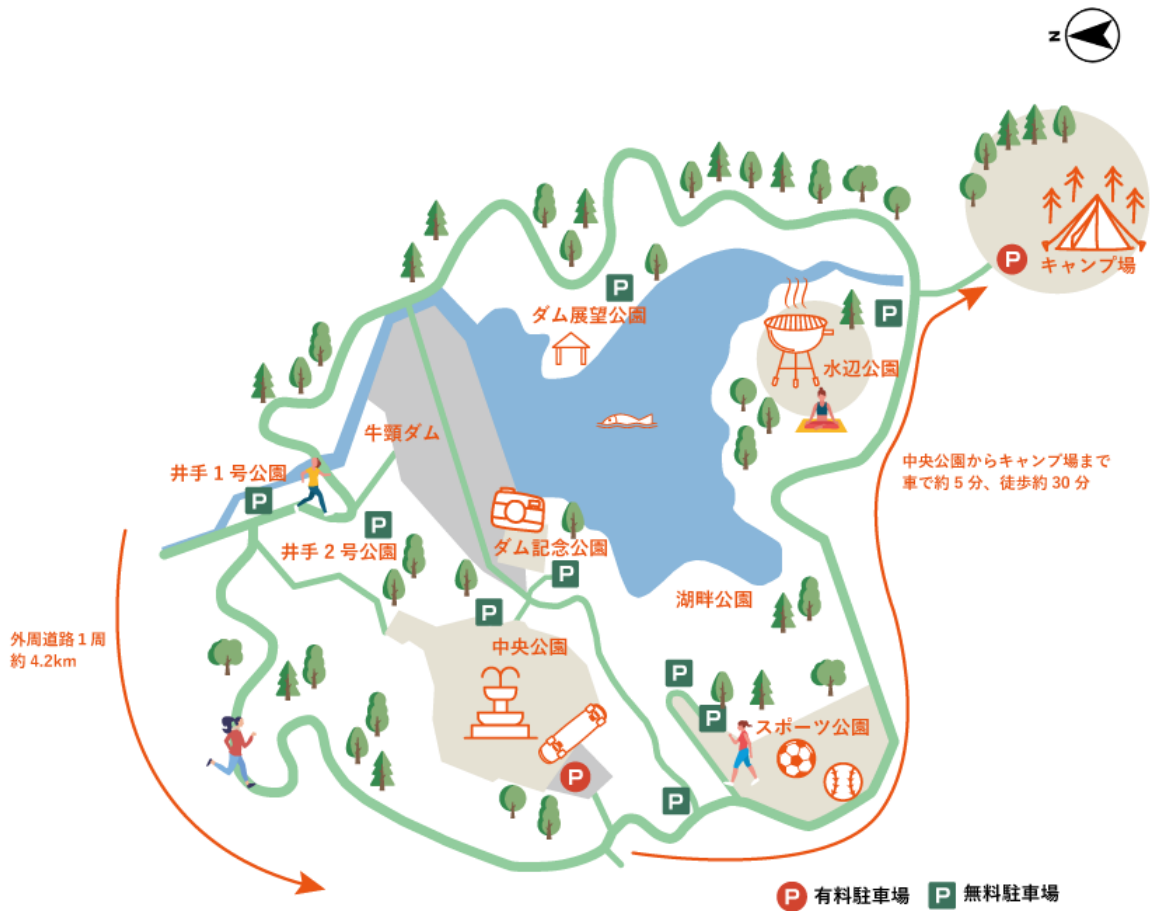 N
P
キャンプ場
P
ダム展望公園
P
水辺公園
牛頸ダム
中央公園からキャンプ場まで
車で約5分、徒歩約30分
井手1号公園
P
P
井手2号公園
ダム記念公園
P
湖畔公園
P
外周道路1周
約4.2km
中央公園
P
P
スポーツ公園
P
P
P 有料駐車場
P 無料駐車場